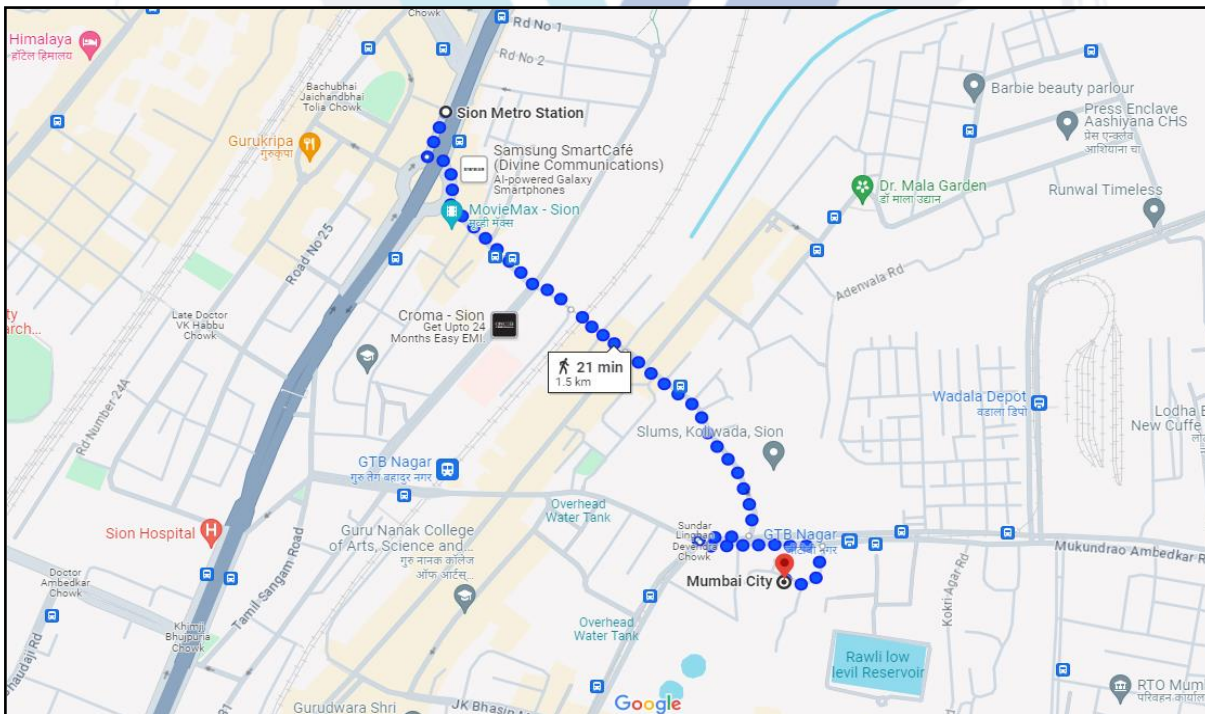 Himalaya
हॉटेल हिमालय
Rd No 1
Rd No 2
Bachubhai
Jaichandbhai
Tolia Chowk
Sion Metro Station
Gurukripa
गुरुकृपा
Samsung SmartCafé
(Divine Communications)
AI-powered Galaxy
Smartphones
MovieMax - Sion
Road No 25
Barbie beauty parlour
Press Enclave
Aashiyana CHS
प्रेस एन्क्लेव
आशियाना चा
Dr. Mala Garden
डॉ माला उद्यान
Runwal Timeless
Adenvala Rd
Late Doctor
VK Habbu
Chowk
Croma - Sion
Get Upto 24
Months Easy EMI.
21 min
1.5 km
Rd Number 24A
Wadala Depot
वडाला डिपो
New Cuffe
Slums, Koliwada, Sion
GTB Nagar
गुरु तेग बहादुर नगर
Overhead
Water Tank
Sion Hospital
Guru Nanak College
of Arts, Science and...
गुरु नानक कॉलेज
ऑफ आर्ट्स,...
Sundar
Devendra
Chowk
GTB Nagar
Mukundrao Ambedkar R
Doctor
Ambedkar
Chowk
Tamil Sangam Road
Mumbai City
Kokri Agar Rd
Khimji
Bhujpuria
Chowk
Overhead
Water Tank
Rawli low
levil Reservoir
RTO Mum
Google
Gurudwara Shri
JK Bhasin